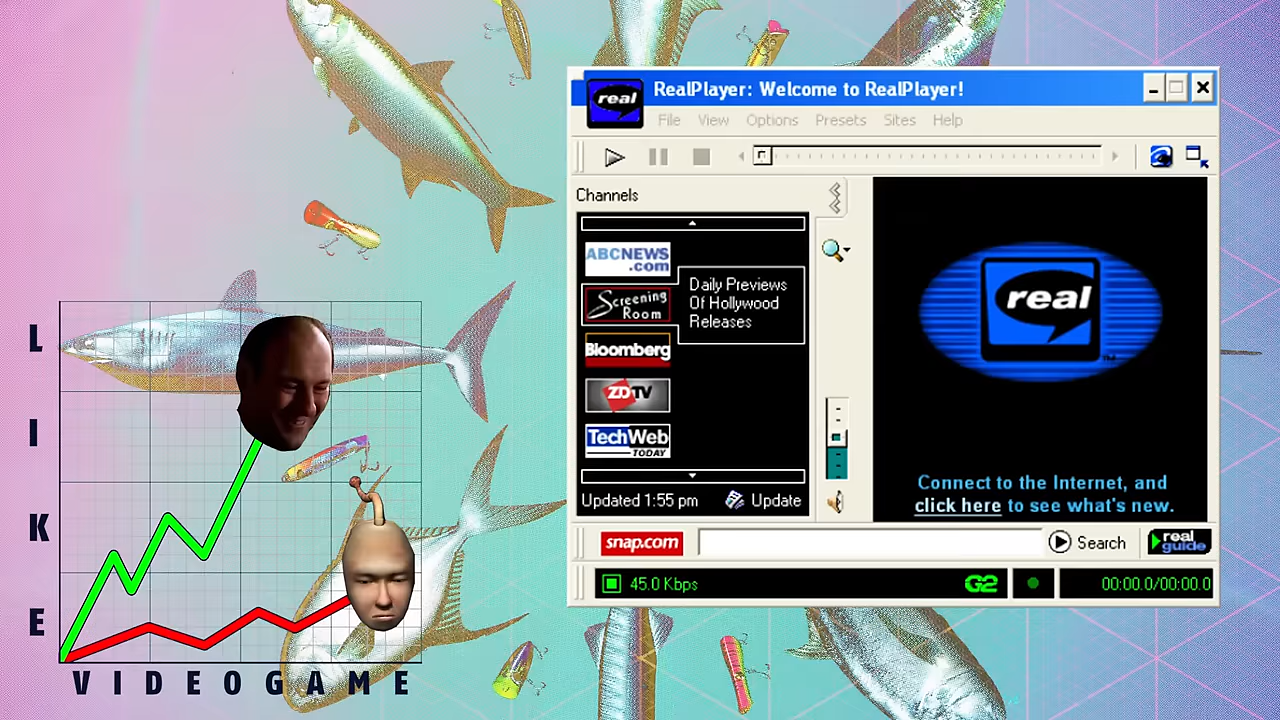 real
RealPlayer: Welcome to RealPlayer!
File View Options Presets Sites Help
Channels
ABCNEWS
.com
Screening
Room
Daily Previews
Of Hollywood
Releases
Bloomberg
ZDTV
TechWeb
TODAY
Updated 1:55 pm Update
real
TM
Connect to the Internet, and
click here to see what's new.
snap.com Search
real
guide
45.0 Kbps G2 00:00.0/00:00.0
LIKE
VIDEOGAME